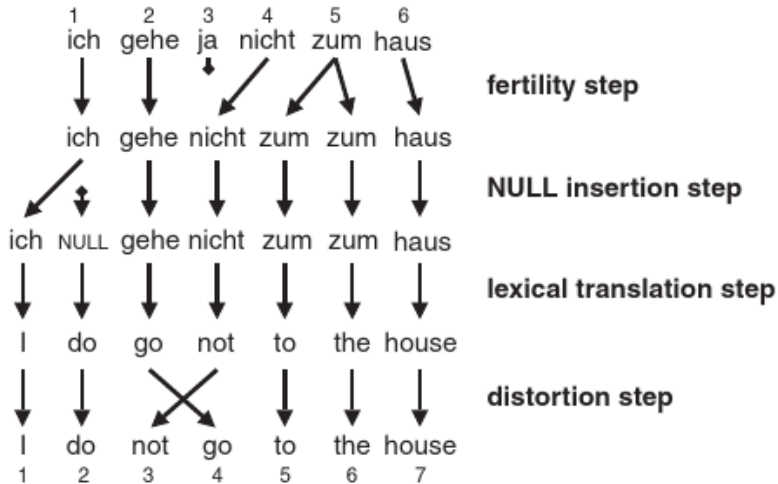 1 2 3 4 5 6
ich gehe ja nicht zum haus
fertility step
ich gehe nicht zum zum haus
NULL insertion step
ich NULL gehe nicht zum zum haus
lexical translation step
I do go not to the house
distortion step
I do not go to the house
1 2 3 4 5 6 7